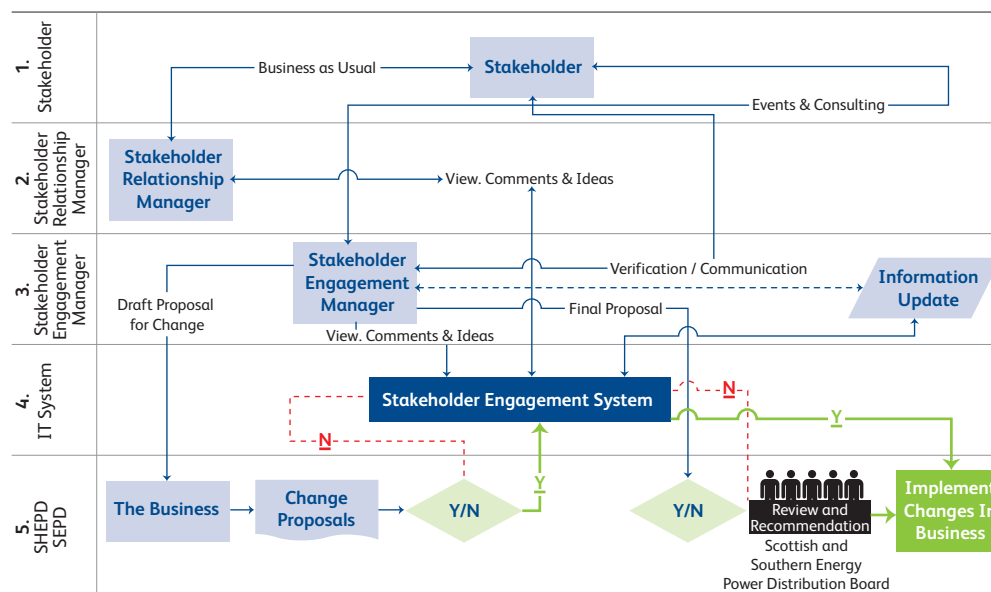 1.
Stakeholder
Business as Usual
Stakeholder
Events & Consulting
2.
Stakeholder
Relationship
Manager
Stakeholder
Relationship
Manager
View. Comments & Ideas
3.
Stakeholder
Engagement
Manager
Stakeholder
Engagement
Manager
Verification / Communication
Information
Update
Draft Proposal
for Change
Final Proposal
View. Comments & Ideas
4.
IT System
Stakeholder Engagement System
N
N
Y
Y
5.
SHEPD
SEPD
The Business
Change
Proposals
Y/N
Y/N
Review and
Recommendation
Scottish and
Southern Energy
Power Distribution Board
Implement
Changes In
Business